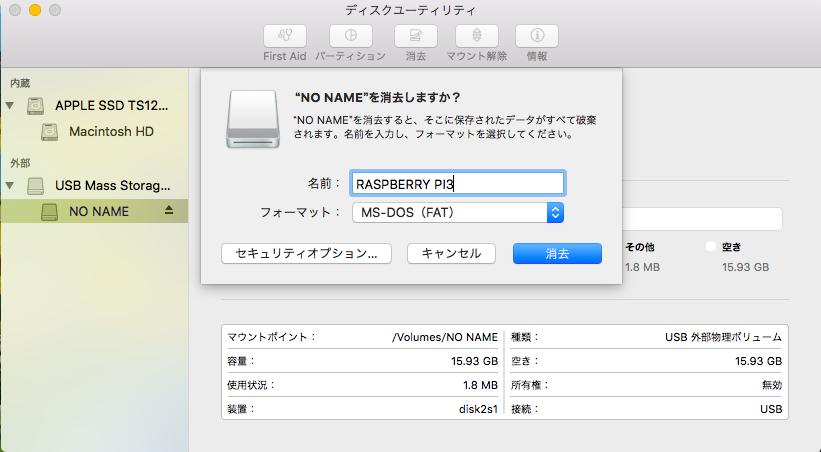 ディスクユーティリティ
First Aid パーティション 消去 マウント解除 情報
内蔵
APPLE SSD TS12...
Macintosh HD
外部
USB Mass Storag...
NO NAME
“NO NAME”を消去しますか？
“NO NAME”を消去すると、そこに保存されたデータがすべて破棄
されます。名前を入力し、フォーマットを選択してください。
名前： RASPBERRY PI3
フォーマット： MS-DOS（FAT）
セキュリティオプション... キャンセル 消去
その他 空き
1.8 MB 15.93 GB
マウントポイント： /Volumes/NO NAME 種類： USB 外部物理ボリューム
容量： 15.93 GB 空き： 15.93 GB
使用状況： 1.8 MB 所有権： 無効
装置： disk2s1 接続： USB